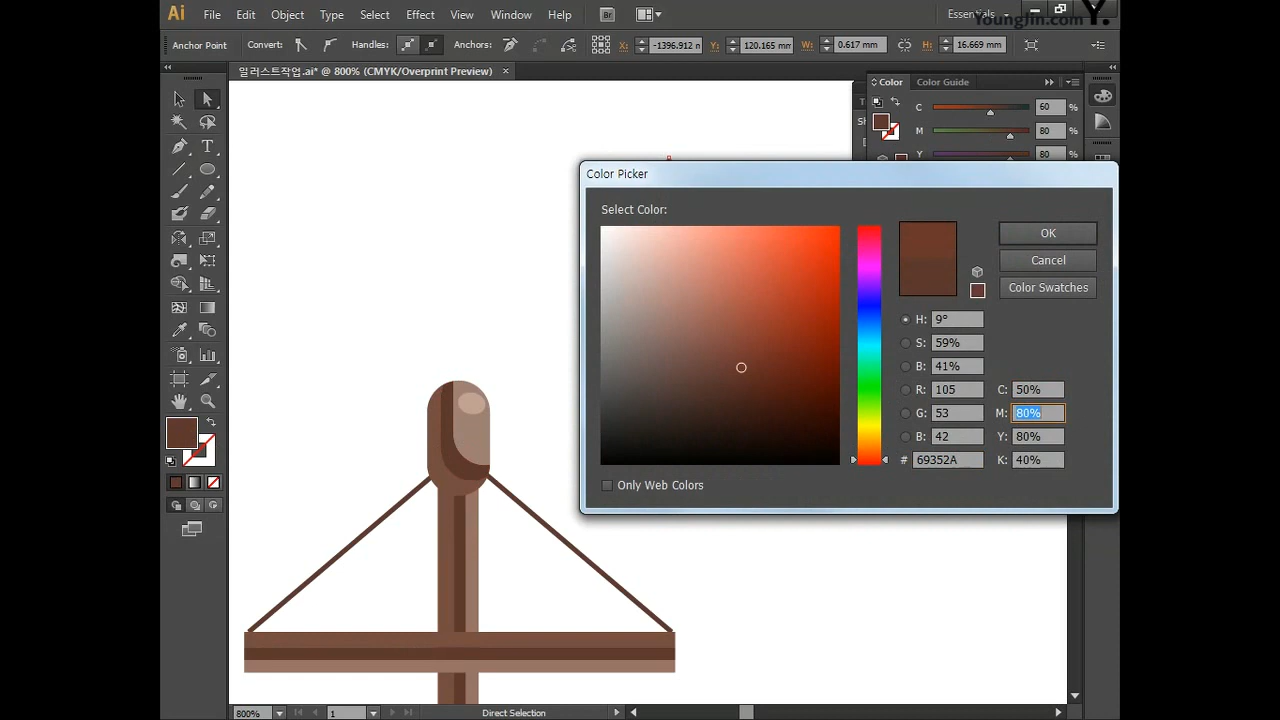 Ai File Edit Object Type Select Effect View Window Help Br Essentials
YoungJin.com Y.
Anchor Point Convert: Handles: Anchors: X: -1396.912 n Y: 120.165 mm W: 0.617 mm H: 16.669 mm
일러스트작업.ai* @ 800% (CMYK/Overprint Preview) ×
Color Color Guide
C 60 %
M 80 %
Y 80 %
Color Picker
Select Color:
OK
Cancel
Color Swatches
H: 9°
S: 59%
B: 41%
R: 105 C: 50%
G: 53 M: 80%
B: 42 Y: 80%
# 69352A K: 40%
Only Web Colors
800% 1 Direct Selection